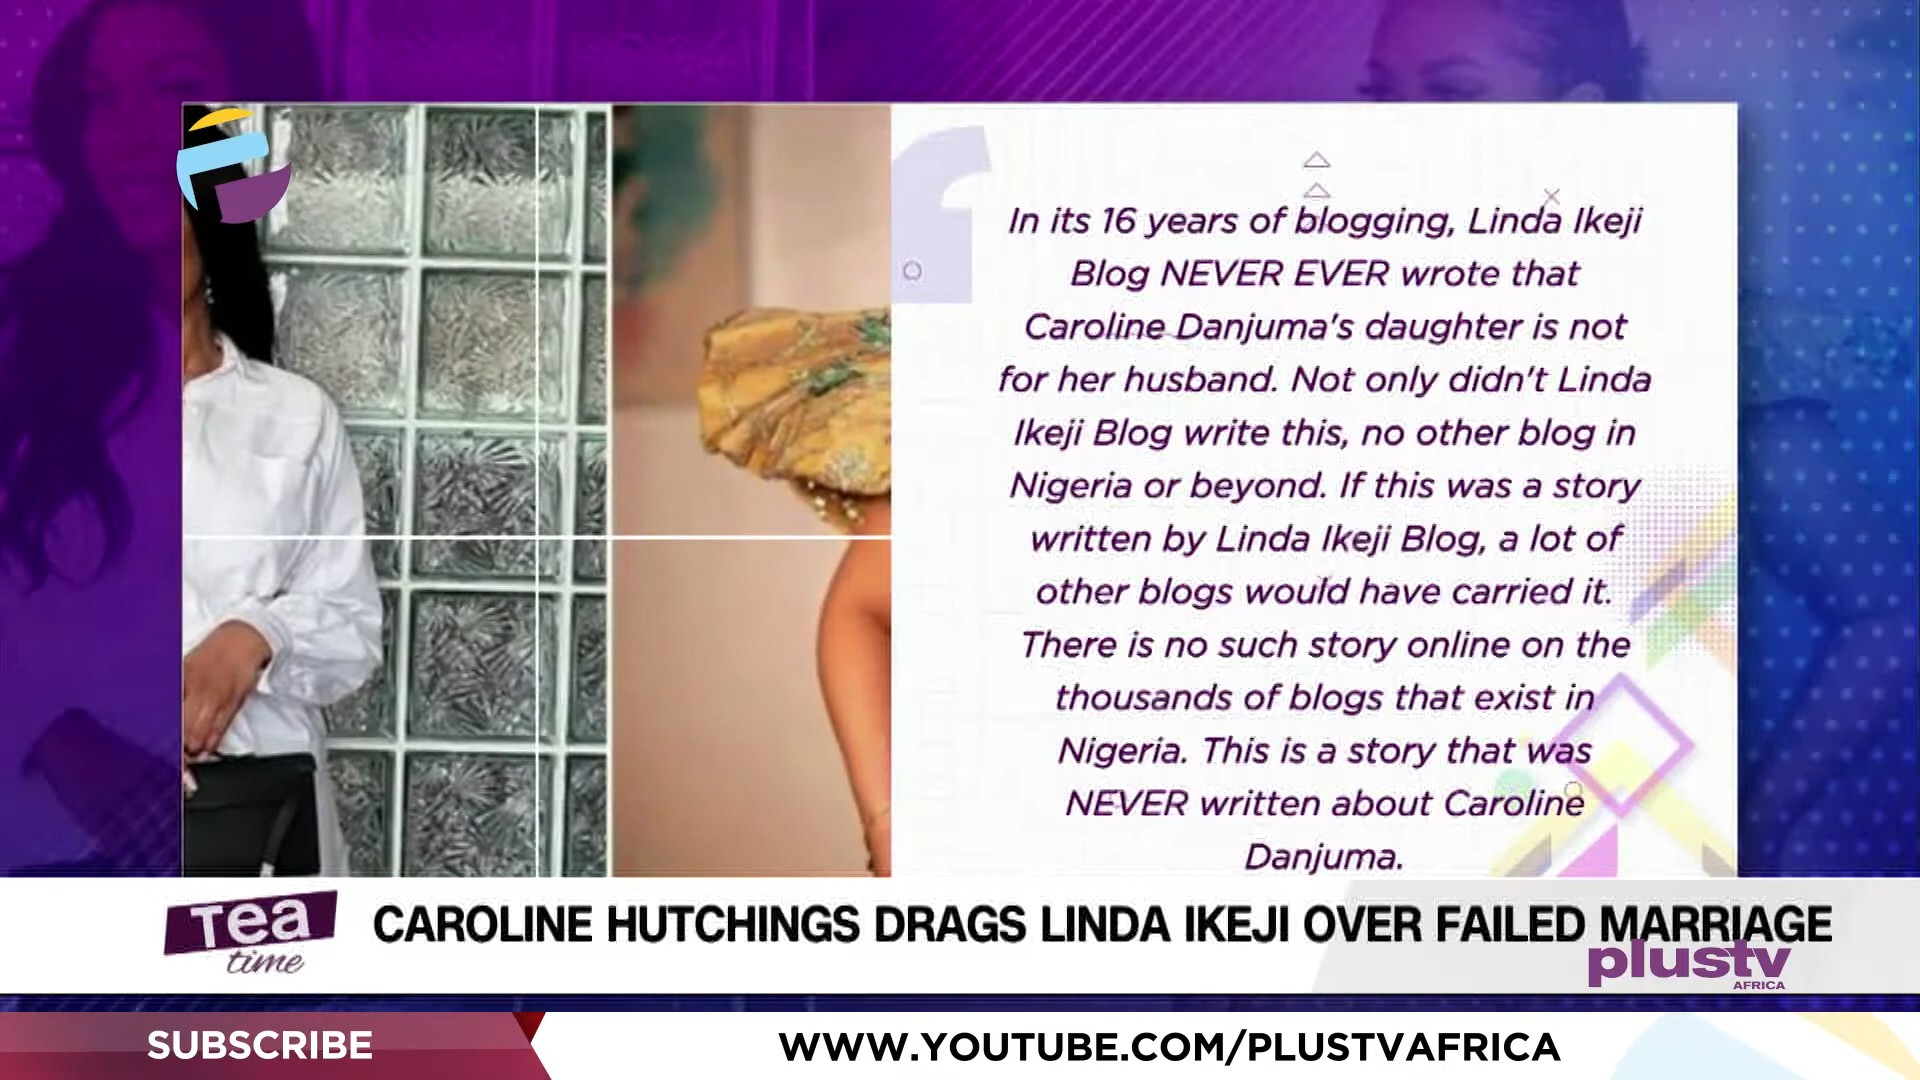 In its 16 years of blogging, Linda Ikeji
Blog NEVER EVER wrote that
Caroline Danjuma's daughter is not
for her husband. Not only didn't Linda
Ikeji Blog write this, no other blog in
Nigeria or beyond. If this was a story
written by Linda Ikeji Blog, a lot of
other blogs would have carried it.
There is no such story online on the
thousands of blogs that exist in
Nigeria. This is a story that was
NEVER written about Caroline
Danjuma.
Tea
time
CAROLINE HUTCHINGS DRAGS LINDA IKEJI OVER FAILED MARRIAGE
plustv
AFRICA
SUBSCRIBE
WWW.YOUTUBE.COM/PLUSTVAFRICA